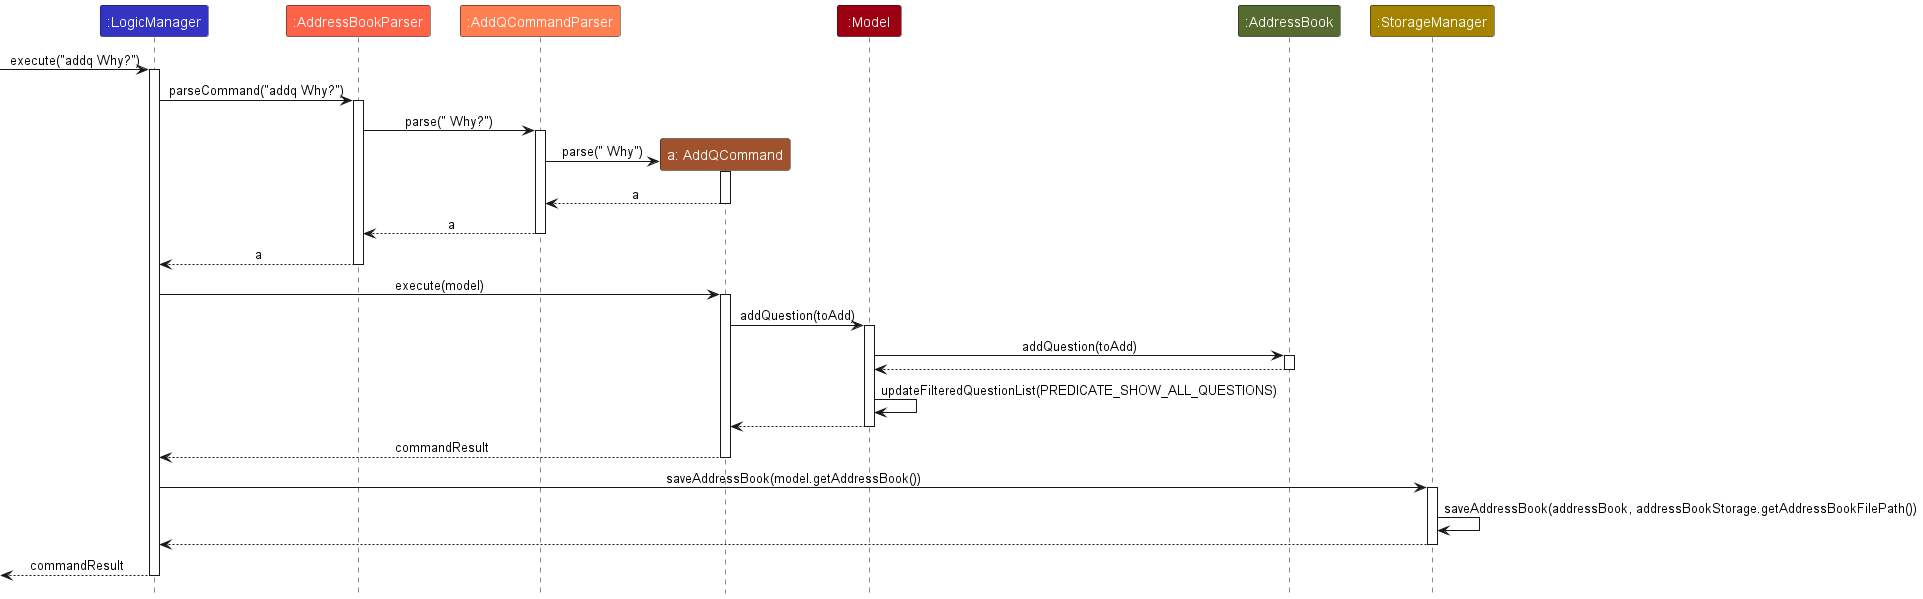 :LogicManager
:AddressBookParser
:AddQCommandParser
:Model
:AddressBook
:StorageManager
execute("addq Why?")
parseCommand("addq Why?")
parse(" Why?")
parse(" Why")
a: AddQCommand
a
a
a
execute(model)
addQuestion(toAdd)
addQuestion(toAdd)
updateFilteredQuestionList(PREDICATE_SHOW_ALL_QUESTIONS)
commandResult
saveAddressBook(model.getAddressBook())
saveAddressBook(addressBook, addressBookStorage.getAddressBookFilePath())
commandResult